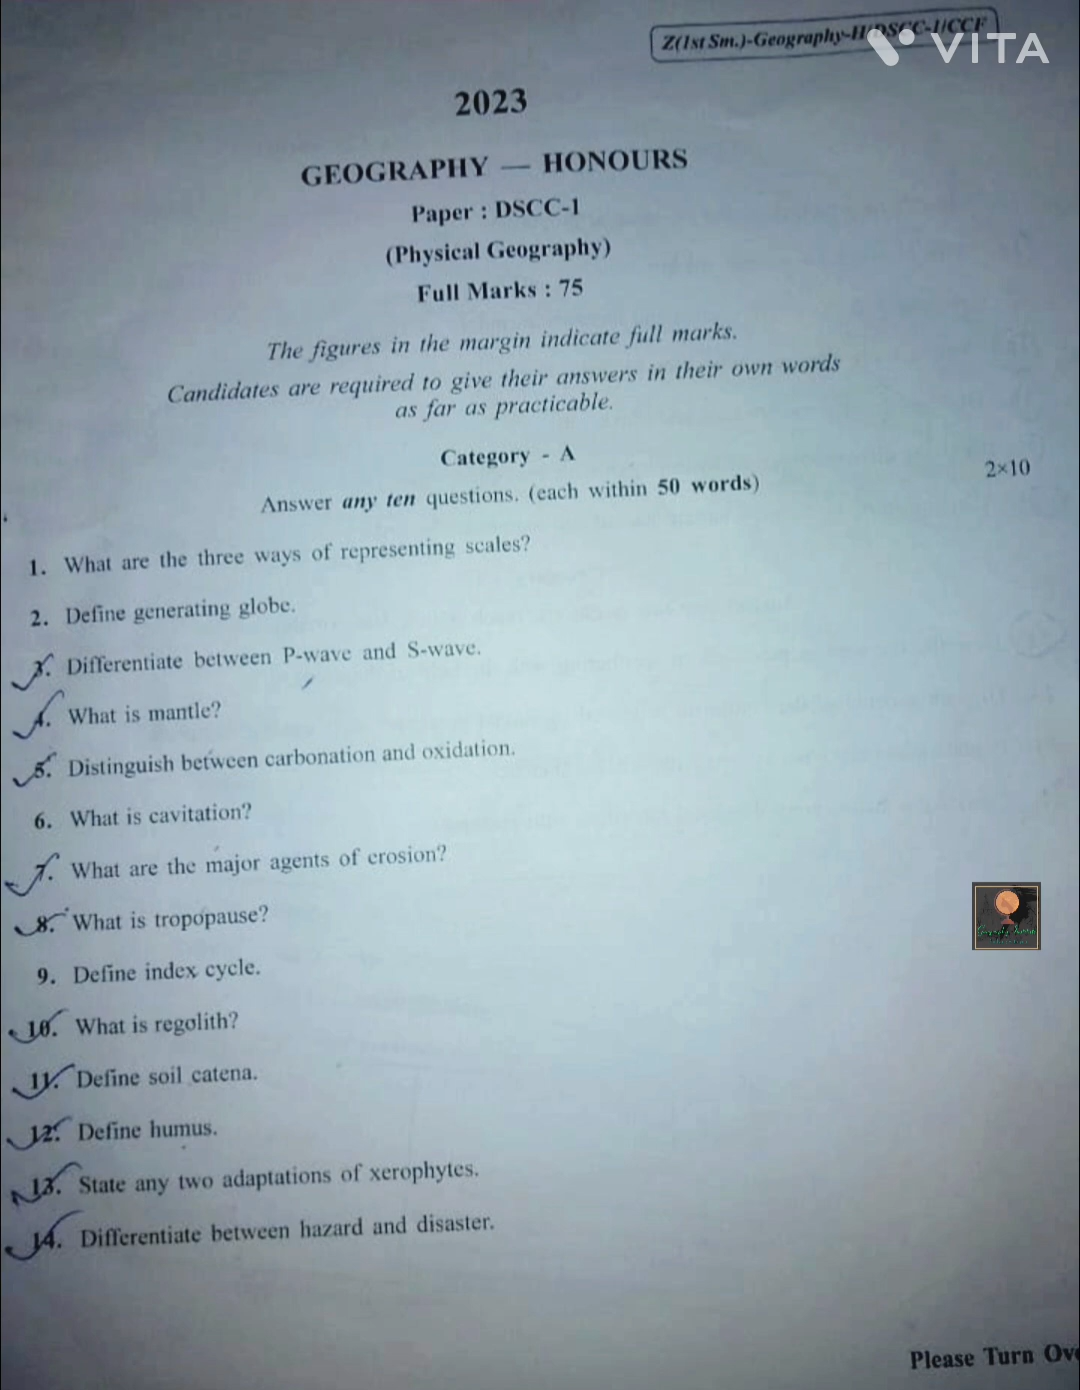 Z(1st Sm.)-Geography-H/DSCC-1/CCF
VITA
2023
GEOGRAPHY — HONOURS
Paper : DSCC-1
(Physical Geography)
Full Marks : 75
The figures in the margin indicate full marks.
Candidates are required to give their answers in their own words
as far as practicable.
Category - A
Answer any ten questions. (each within 50 words) 2×10
1. What are the three ways of representing scales?
2. Define generating globe.
3. Differentiate between P-wave and S-wave.
4. What is mantle?
5. Distinguish between carbonation and oxidation.
6. What is cavitation?
7. What are the major agents of erosion?
8. What is tropopause?
9. Define index cycle.
10. What is regolith?
11. Define soil catena.
12. Define humus.
13. State any two adaptations of xerophytes.
14. Differentiate between hazard and disaster.
Please Turn Ove